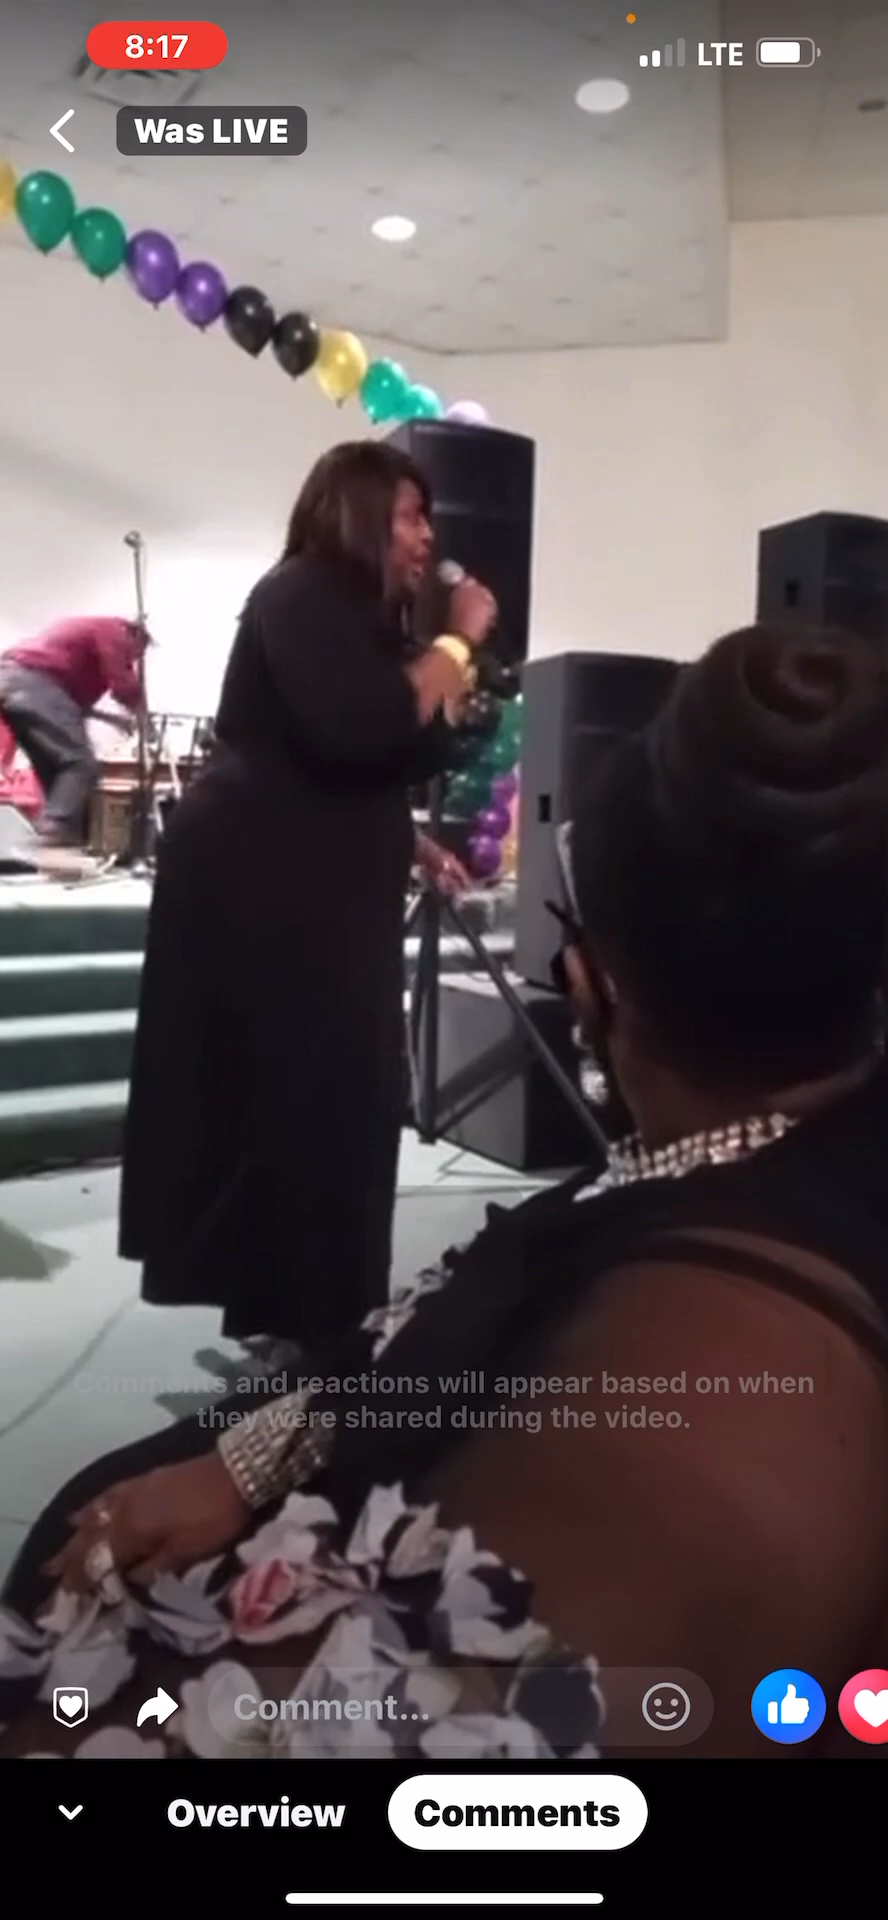 8:17
LTE
Was LIVE
Comments and reactions will appear based on when
they were shared during the video.
Comment...
Overview
Comments